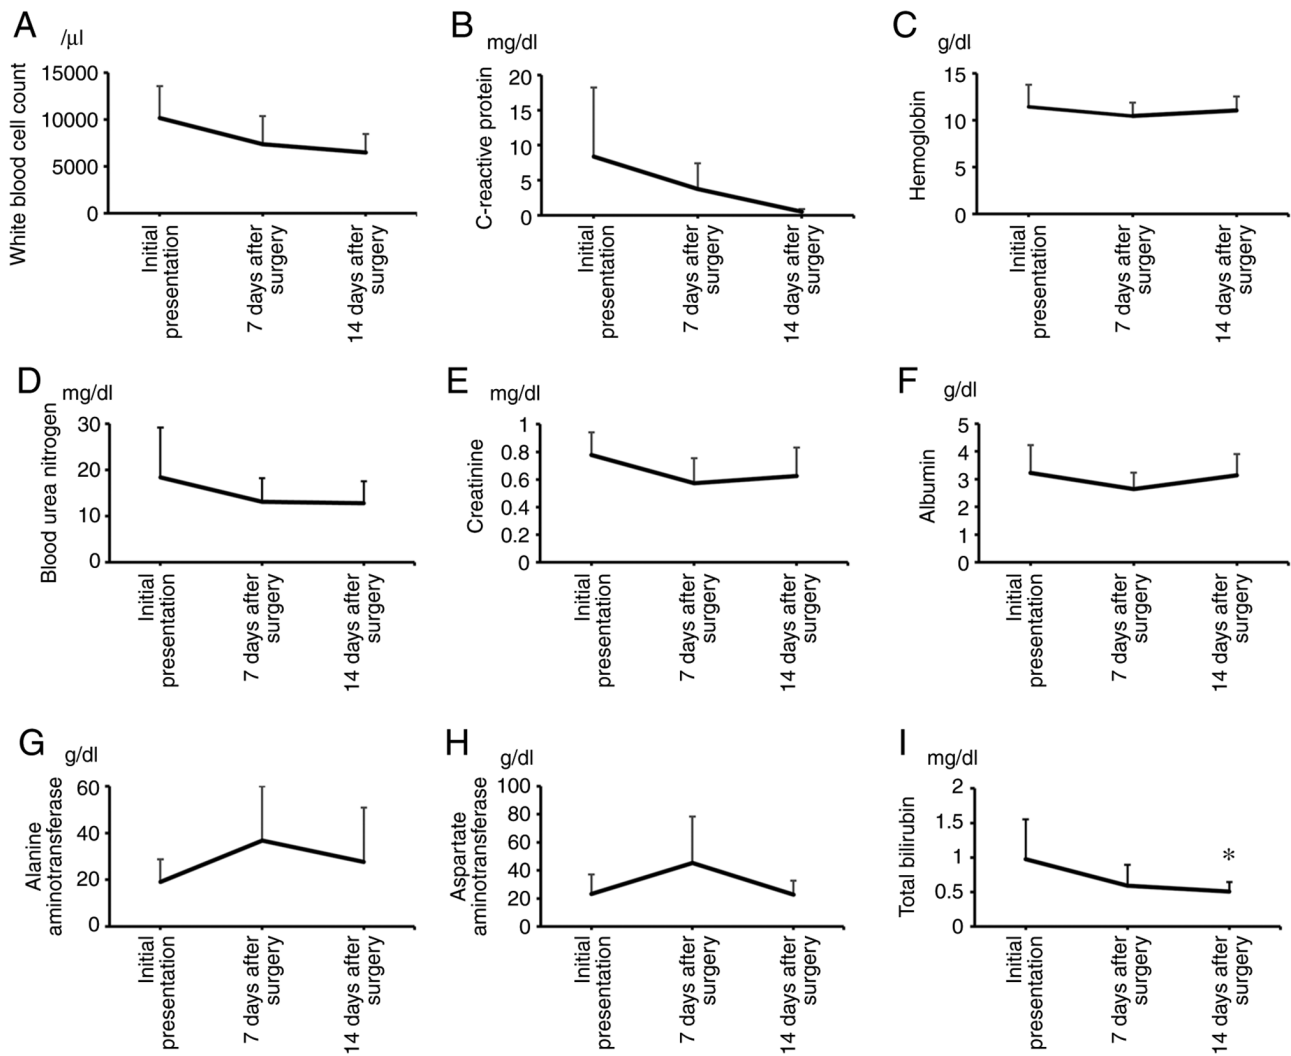 A
/μl
White blood cell count
15000
10000
5000
0
Initial
presentation
7 days after
surgery
14 days after
surgery
B
mg/dl
C-reactive protein
20
15
10
5
0
Initial
presentation
7 days after
surgery
14 days after
surgery
C
g/dl
Hemoglobin
15
10
5
0
Initial
presentation
7 days after
surgery
14 days after
surgery
D
mg/dl
Blood urea nitrogen
30
20
10
0
Initial
presentation
7 days after
surgery
14 days after
surgery
E
mg/dl
Creatinine
1
0.8
0.6
0.4
0.2
0
Initial
presentation
7 days after
surgery
14 days after
surgery
F
g/dl
Albumin
5
4
3
2
1
0
Initial
presentation
7 days after
surgery
14 days after
surgery
G
g/dl
Alanine
aminotransferase
60
40
20
0
Initial
presentation
7 days after
surgery
14 days after
surgery
H
g/dl
Aspartate
aminotransferase
100
80
60
40
20
0
Initial
presentation
7 days after
surgery
14 days after
surgery
I
mg/dl
Total bilirubin
2
1.5
1
0.5
0
*
Initial
presentation
7 days after
surgery
14 days after
surgery